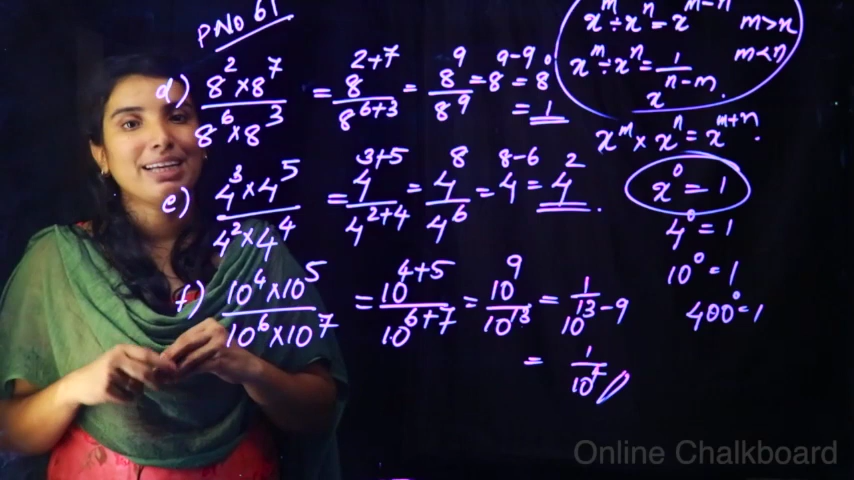 P.NO 61
x^m ÷ x^n = x^{m-n} m>n
x^m ÷ x^n = 1/x^{n-m}. m<n
x^m × x^n = x^{m+n}.
x^0 = 1
4^0 = 1
10^0 = 1
400^0 = 1
d) (8^2 × 8^7)/(8^6 × 8^3) = 8^{2+7}/8^{6+3} = 8^9/8^9 = 8^{9-9} = 8^0
= 1
e) (4^3 × 4^5)/(4^2 × 4^4) = 4^{3+5}/4^{2+4} = 4^8/4^6 = 4^{8-6} = 4^2.
f) (10^4 × 10^5)/(10^6 × 10^7) = 10^{4+5}/10^{6+7} = 10^9/10^{13} = 1/10^{13-9}
= 1/10^4
Online Chalkboard